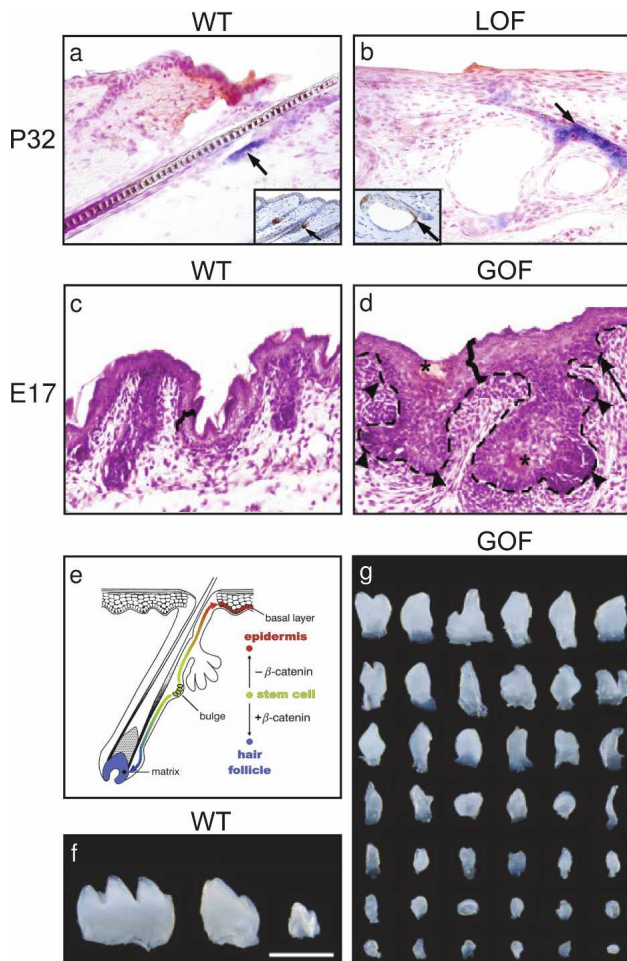 WT
LOF
a
b
P32
WT
GOF
c
d
*
*
E17
GOF
e
basal layer
epidermis
– β-catenin
stem cell
+ β-catenin
bulge
hair
follicle
matrix
g
WT
f